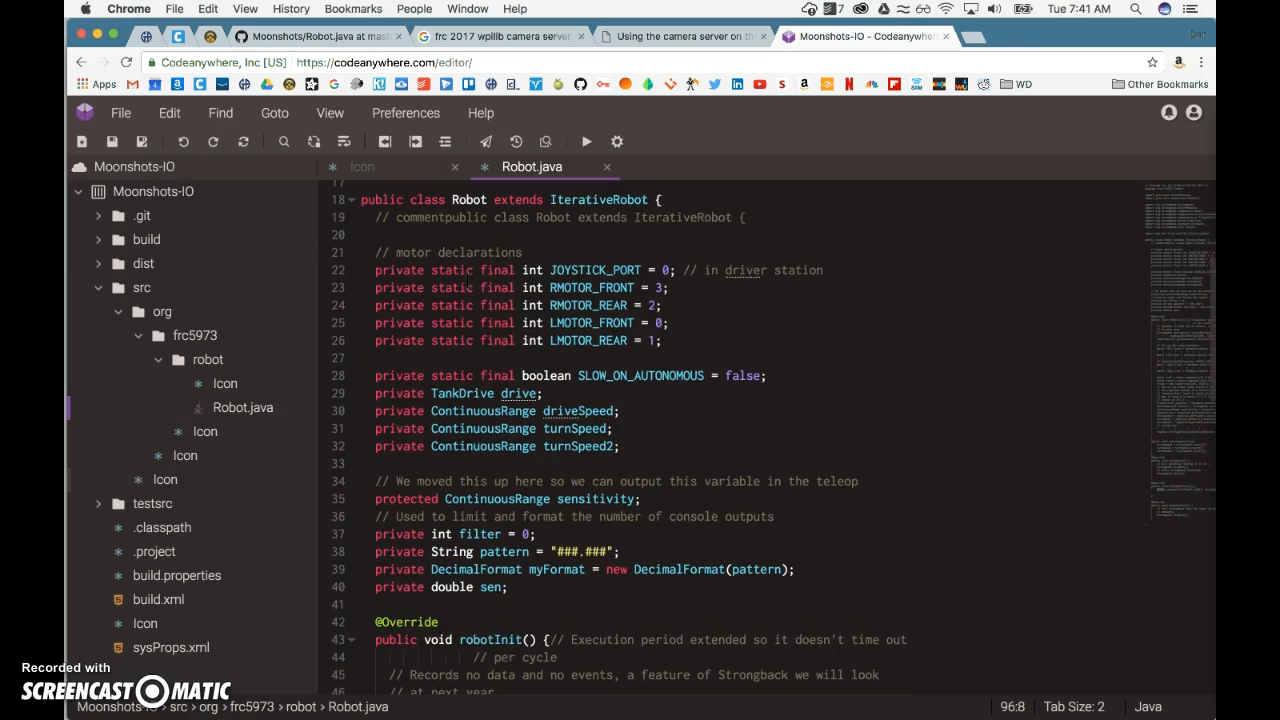 Chrome File Edit View History Bookmarks People Window Help
7
Tue 7:41 AM
Moonshots/Robot.java at mast
frc 2017 wpilib camera server
Using the camera server on th
Moonshots-IO - Codeanywhere,
Codeanywhere, Inc [US] https://codeanywhere.com/editor/
Apps
WD
Other Bookmarks
File Edit Find Goto View Preferences Help
Moonshots-IO
Icon
Robot.java
Moonshots-IO
.git
build
dist
src
org
frc5973
robot
Icon
Robot.java
Icon
Icon
Icon
testsrc
.classpath
.project
build.properties
build.xml
Icon
sysProps.xml
17
18 public class robot extends IterativeRobot {
19 // commentpublic class Robot extends IterativeRobot {
20
21 // motor declarations
22 private static final int JOYSTICK_PORT = 0; // in driver station
23 private static final int RMOTOR_FRONT = 3;
24 private static final int RMOTOR_REAR = 2;
25 private static final int LMOTOR_FRONT = 0;
26 private static final int LMOTOR_REAR = 1;
27
28 private static final boolean SLOW_ON_AUTONOMOUS = false;
29 private TankDrive drive;
30 private ContinuousRange driveSpeed;
31 private ContinuousRange turnSpeed;
32 private ContinuousRange turnSpeed2;
33
34 // We moved this up here so we can output this variable in the teleop
35 protected ContinuousRange sensitivity;
36 // Used to limit and format the number of console outputs
37 private int filter = 0;
38 private String pattern = "###.###";
39 private DecimalFormat myFormat = new DecimalFormat(pattern);
40 private double sen;
41
42 @Override
43 public void robotInit() {// Execution period extended so it doesn't time out
44 // per cycle
45 // Records no data and no events, a feature of Strongback we will look
46 // at next year
Moonshots-IO › src › org › frc5973 › robot › Robot.java
96:8 Tab Size: 2 Java
Recorded with
SCREENCAST-O-MATIC